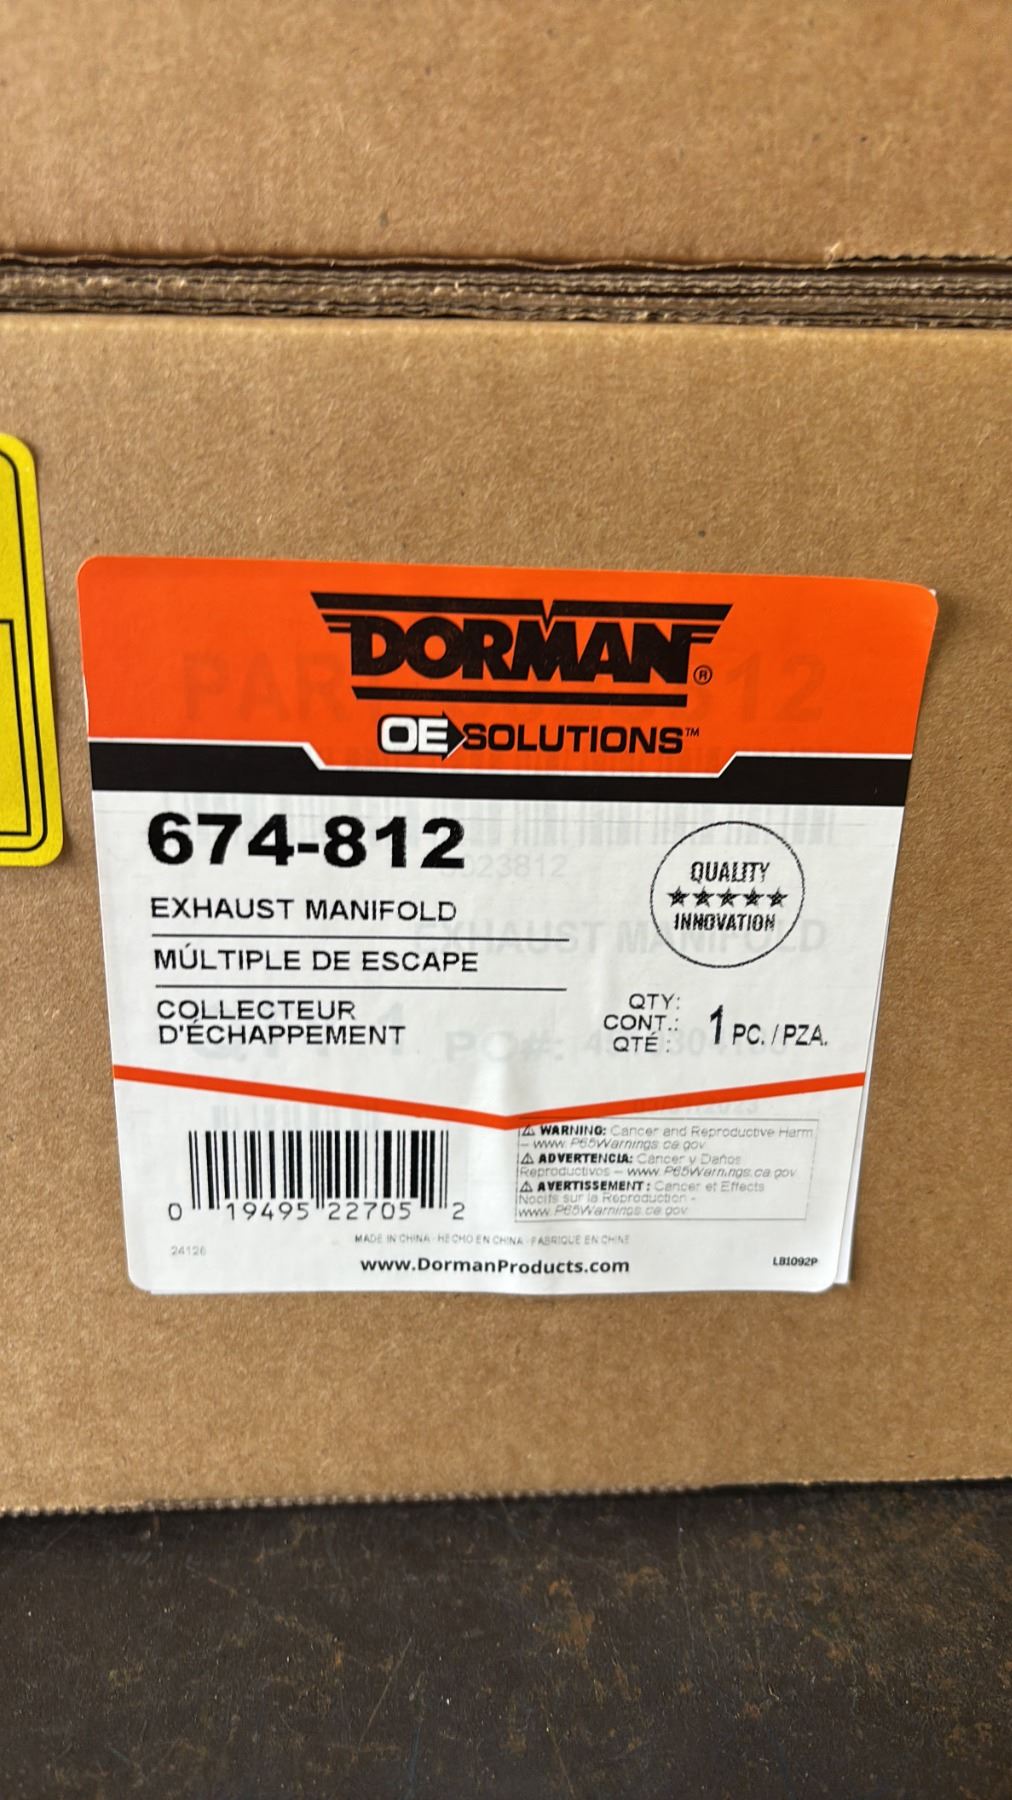 DORMAN®
OE SOLUTIONS™
674-812
EXHAUST MANIFOLD
MÚLTIPLE DE ESCAPE
COLLECTEUR
D'ÉCHAPPEMENT
QUALITY
INNOVATION
QTY:
CONT.:
QTÉ :
1 PC. / PZA.
⚠ WARNING: Cancer and Reproductive Harm
– www.P65Warnings.ca.gov
⚠ ADVERTENCIA: Cáncer y Daños
Reproductivos – www.P65Warnings.ca.gov
⚠ AVERTISSEMENT : Cancer et Effects
Nocifs sur la Reproduction -
www.P65Warnings.ca.gov
0 19495 22705 2
MADE IN CHINA · HECHO EN CHINA · FABRIQUÉ EN CHINE
24126
www.DormanProducts.com
LB1092P